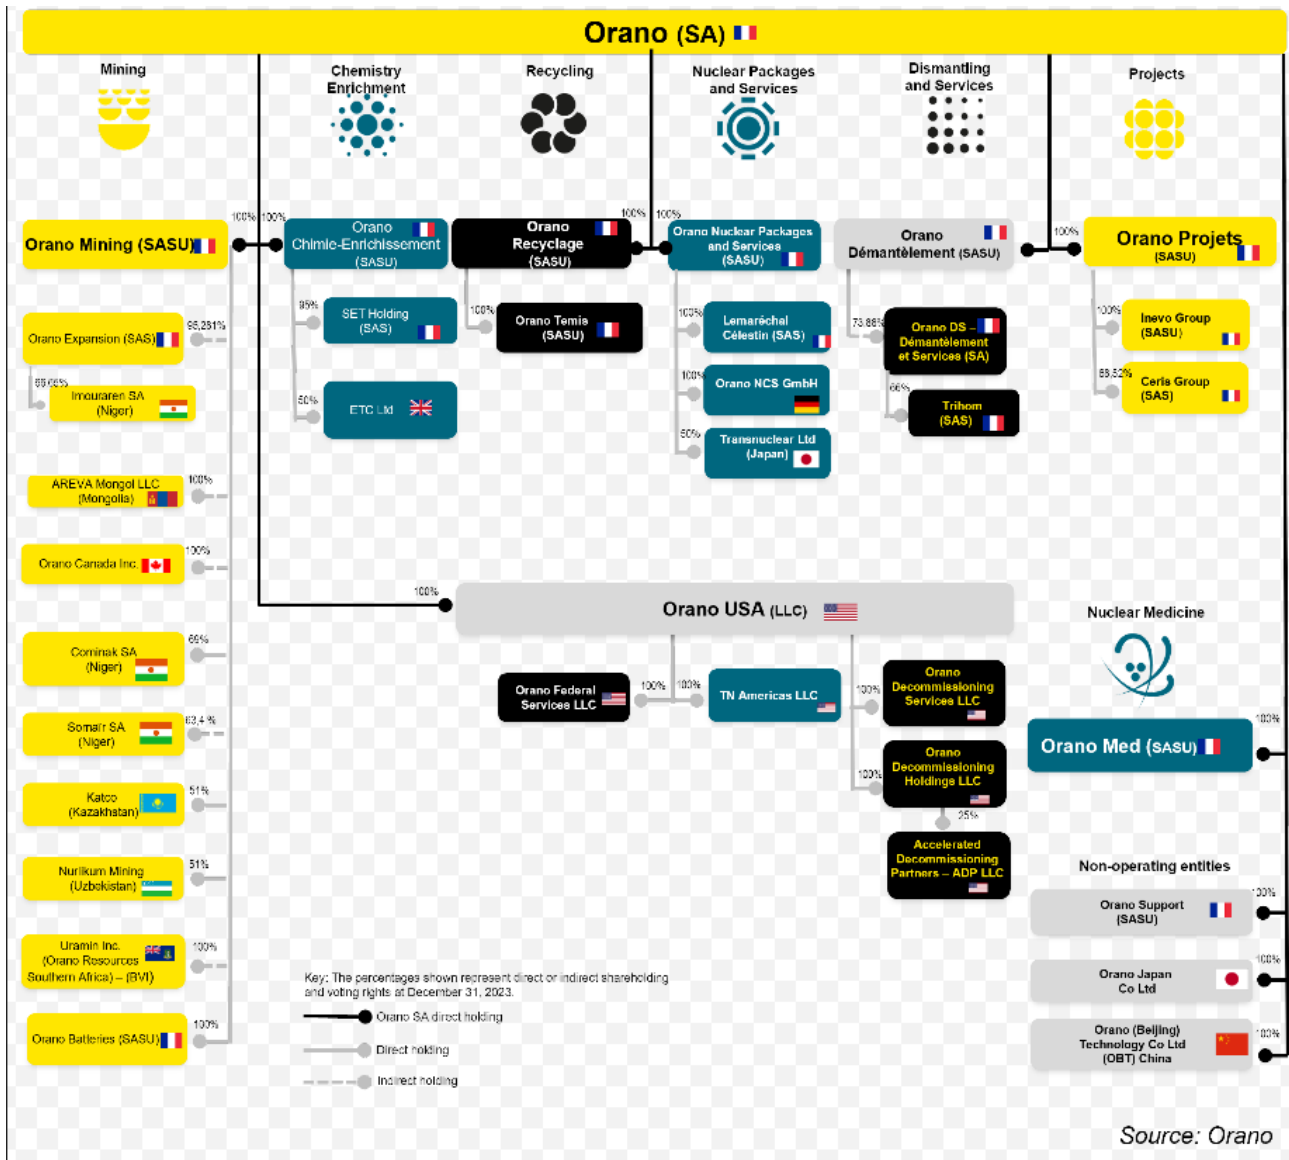 Orano (SA)
Mining
Chemistry
Enrichment
Recycling
Nuclear Packages
and Services
Dismantling
and Services
Projects
100%
100%
100%
100%
100%
Orano Mining (SASU)
Orano
Chimie-Enrichissement
(SASU)
Orano
Recyclage
(SASU)
Orano Nuclear Packages
and Services
(SASU)
Orano
Démantèlement (SASU)
Orano Projets
(SASU)
95,281%
Orano Expansion (SAS)
66,65%
Imouraren SA
(Niger)
95%
SET Holding
(SAS)
50%
ETC Ltd
100%
Orano Temis
(SASU)
100%
Lemaréchal
Célestin (SAS)
100%
Orano NCS GmbH
50%
Transnuclear Ltd
(Japan)
73,88%
Orano DS –
Démantèlement
et Services (SA)
66%
Trihom
(SAS)
100%
Inevo Group
(SASU)
Ceris Group
(SAS)
AREVA Mongol LLC
(Mongolia)
100%
Orano Canada Inc.
100%
Cominak SA
(Niger)
69%
Somaïr SA
(Niger)
63,4 %
Katco
(Kazakhstan)
51%
Nurlikum Mining
(Uzbekistan)
51%
Uramin Inc.
(Orano Resources
Southern Africa) – (BVI)
100%
Orano Batteries (SASU)
100%
100%
Orano USA (LLC)
Orano Federal
Services LLC
100%
100%
TN Americas LLC
100%
Orano
Decommissioning
Services LLC
100%
Orano
Decommissioning
Holdings LLC
25%
Accelerated
Decommissioning
Partners – ADP LLC
Nuclear Medicine
100%
Orano Med (SASU)
Non-operating entities
100%
Orano Support
(SASU)
100%
Orano Japan
Co Ltd
100%
Orano (Beijing)
Technology Co Ltd
(OBT) China
Key: The percentages shown represent direct or indirect shareholding
and voting rights at December 31, 2023.
Orano SA direct holding
Direct holding
Indirect holding
Source: Orano